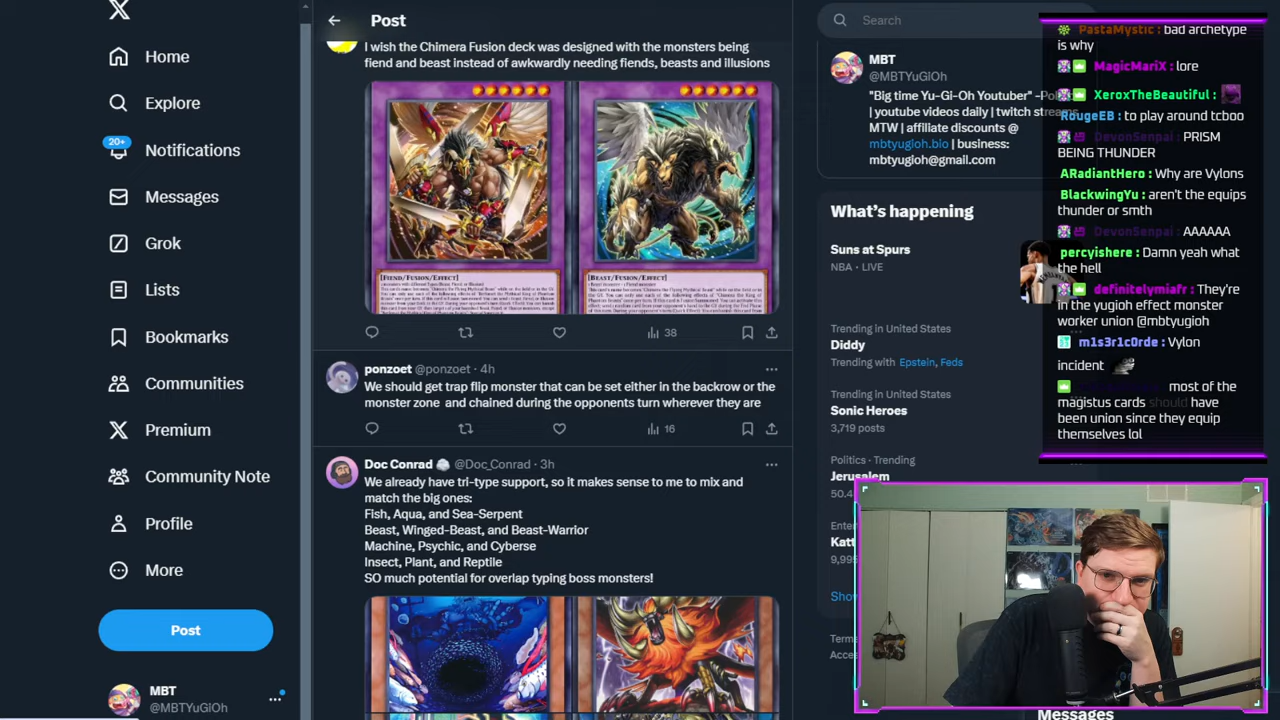 Home
Explore
20+
Notifications
Messages
Grok
Lists
Bookmarks
Communities
Premium
Community Note
Profile
More
Post
MBT
@MBTYuGiOh
Post
I wish the Chimera Fusion deck was designed with the monsters being
fiend and beast instead of awkwardly needing fiends, beasts and illusions
[FIEND/FUSION/EFFECT]
[BEAST/FUSION/EFFECT]
38
ponzoet @ponzoet · 4h
We should get trap flip monster that can be set either in the backrow or the
monster zone and chained during the opponents turn wherever they are
16
Doc Conrad @Doc_Conrad · 3h
We already have tri-type support, so it makes sense to me to mix and
match the big ones:
Fish, Aqua, and Sea-Serpent
Beast, Winged-Beast, and Beast-Warrior
Machine, Psychic, and Cyberse
Insect, Plant, and Reptile
SO much potential for overlap typing boss monsters!
Search
MBT
@MBTYuGiOh
"Big time Yu-Gi-Oh Youtuber"
| youtube videos daily | twitch streams
MTW | affiliate discounts @
mbtyugioh.bio | business:
mbtyugioh@gmail.com
What's happening
Suns at Spurs
NBA · LIVE
Trending in United States
Diddy
Trending with Epstein, Feds
Trending in United States
Sonic Heroes
3,719 posts
Politics · Trending
Jerusalem
50.4
Katt
9,995
Messages
PastaMystic : bad archetype
is why
MagicMariX : lore
XeroxTheBeautiful :
RougeEB : to play around tcboo
DevonSenpai : PRISM
BEING THUNDER
ARadiantHero : Why are Vylons
BlackwingYu : aren't the equips
thunder or smth
DevonSenpai : AAAAAA
percyishere : Damn yeah what
the hell
definitelymiafr : They're
in the yugioh effect monster
worker union @mbtyugioh
m1s3r1c0rde : Vylon
incident
most of the
magistus cards should have
been union since they equip
themselves lol